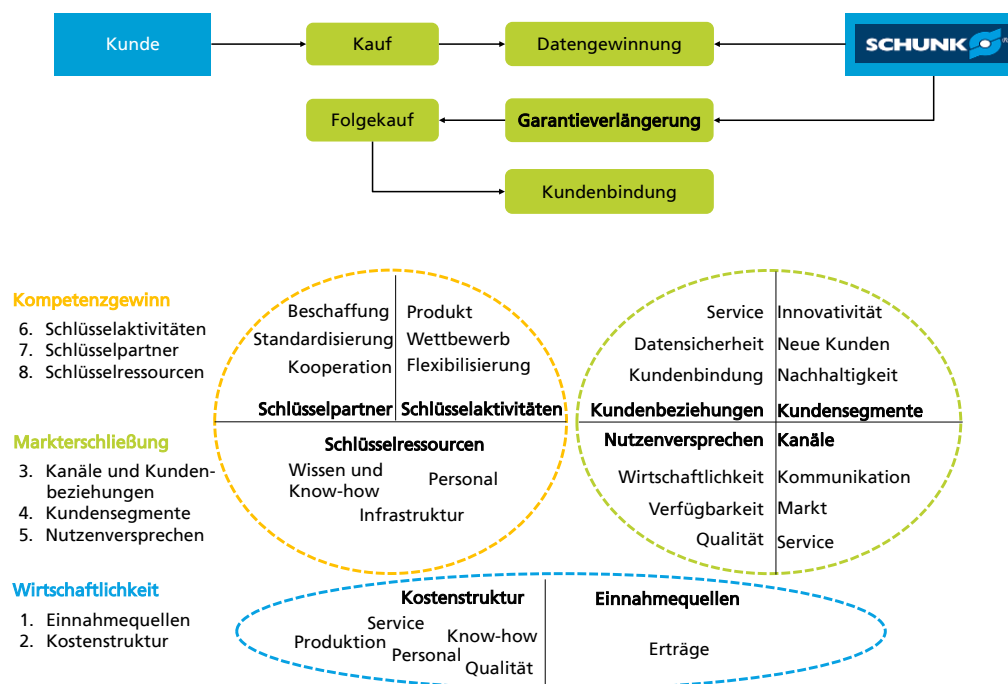 Kunde
Kauf
Datengewinnung
SCHUNK
Folgekauf
Garantieverlängerung
Kundenbindung
Kompetenzgewinn
6. Schlüsselaktivitäten
7. Schlüsselpartner
8. Schlüsselressourcen
Markterschließung
3. Kanäle und Kunden-
beziehungen
4. Kundensegmente
5. Nutzenversprechen
Wirtschaftlichkeit
1. Einnahmequellen
2. Kostenstruktur
Beschaffung
Standardisierung
Kooperation
Schlüsselpartner
Produkt
Wettbewerb
Flexibilisierung
Schlüsselaktivitäten
Schlüsselressourcen
Wissen und
Know-how
Personal
Infrastruktur
Service
Datensicherheit
Kundenbindung
Kundenbeziehungen
Innovativität
Neue Kunden
Nachhaltigkeit
Kundensegmente
Nutzenversprechen
Wirtschaftlichkeit
Verfügbarkeit
Qualität
Kanäle
Kommunikation
Markt
Service
Kostenstruktur
Service
Produktion
Know-how
Personal
Qualität
Einnahmequellen
Erträge